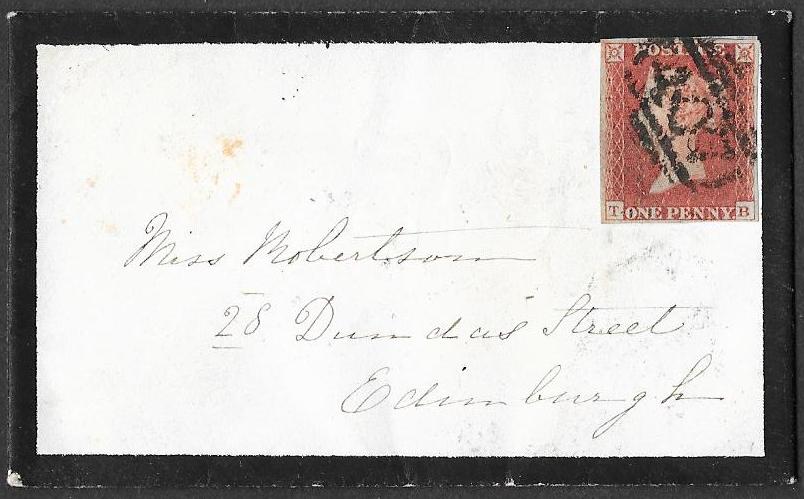 POSTAGE
T ONE PENNY B
Miss Robertson
28 Dundas Street
Edinburgh